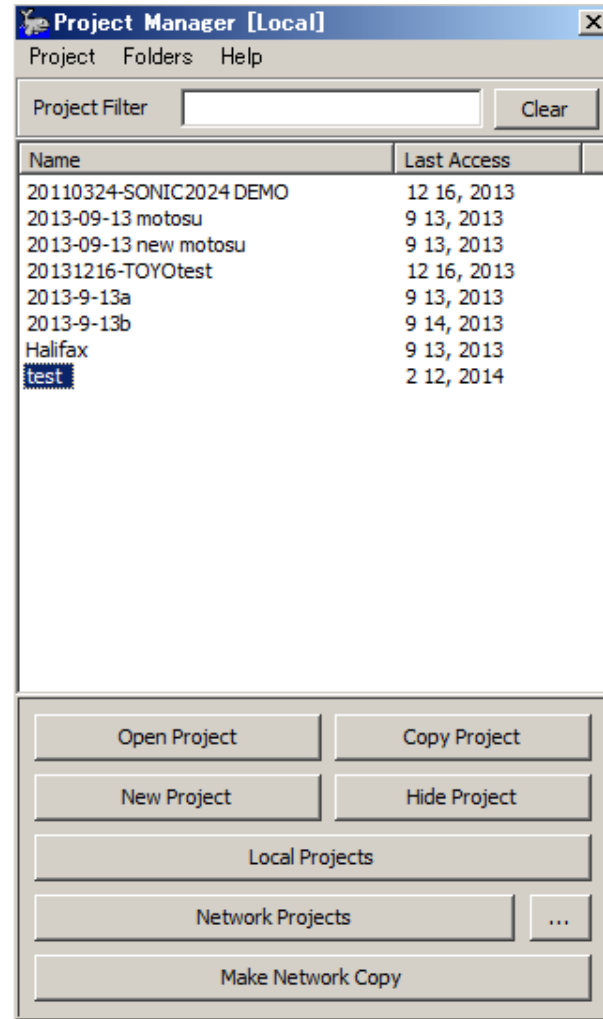 Project Manager [Local]
Project Folders Help
Project Filter Clear
Name Last Access
20110324-SONIC2024 DEMO 12 16, 2013
2013-09-13 motosu 9 13, 2013
2013-09-13 new motosu 9 13, 2013
20131216-TOYOtest 12 16, 2013
2013-9-13a 9 13, 2013
2013-9-13b 9 14, 2013
Halifax 9 13, 2013
test 2 12, 2014
Open Project Copy Project
New Project Hide Project
Local Projects
Network Projects ...
Make Network Copy